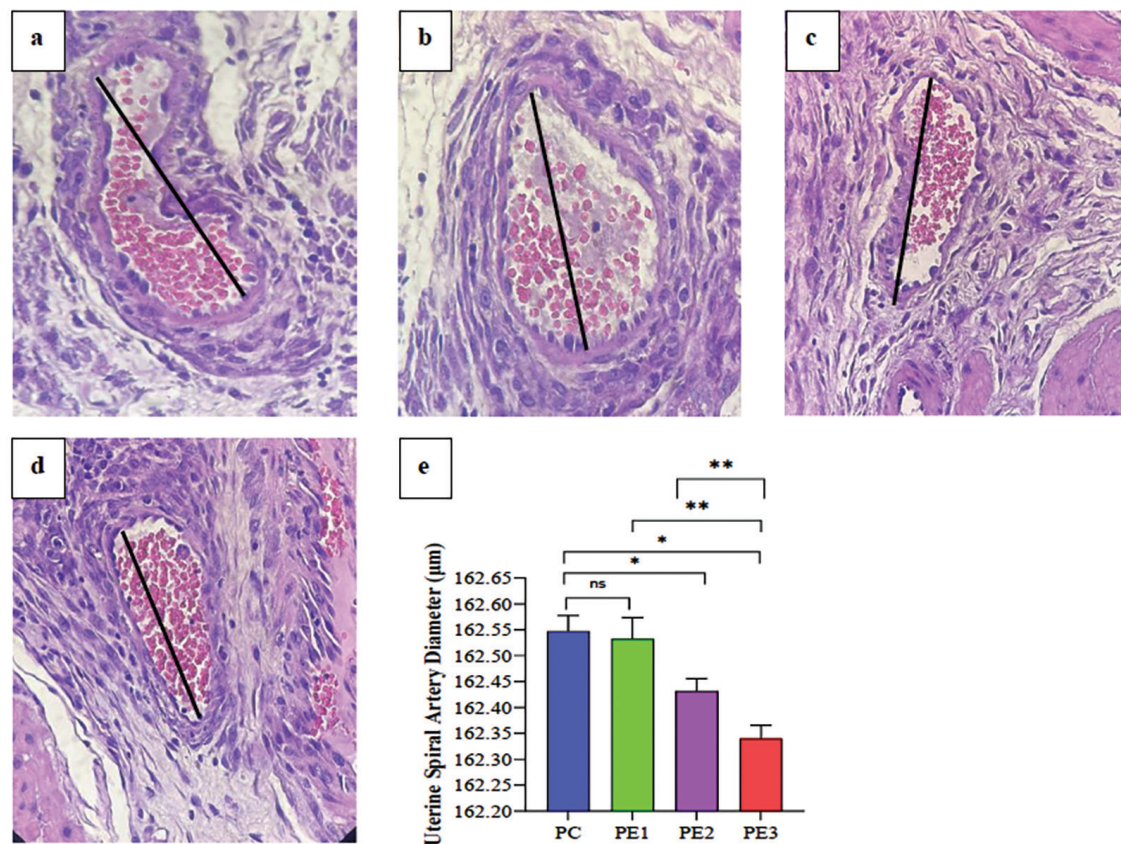 a
b
c
d
e
**
**
*
*
ns
Uterine Spiral Artery Diameter (µm)
162.65
162.60
162.55
162.50
162.45
162.40
162.35
162.30
162.25
162.20
PC PE1 PE2 PE3